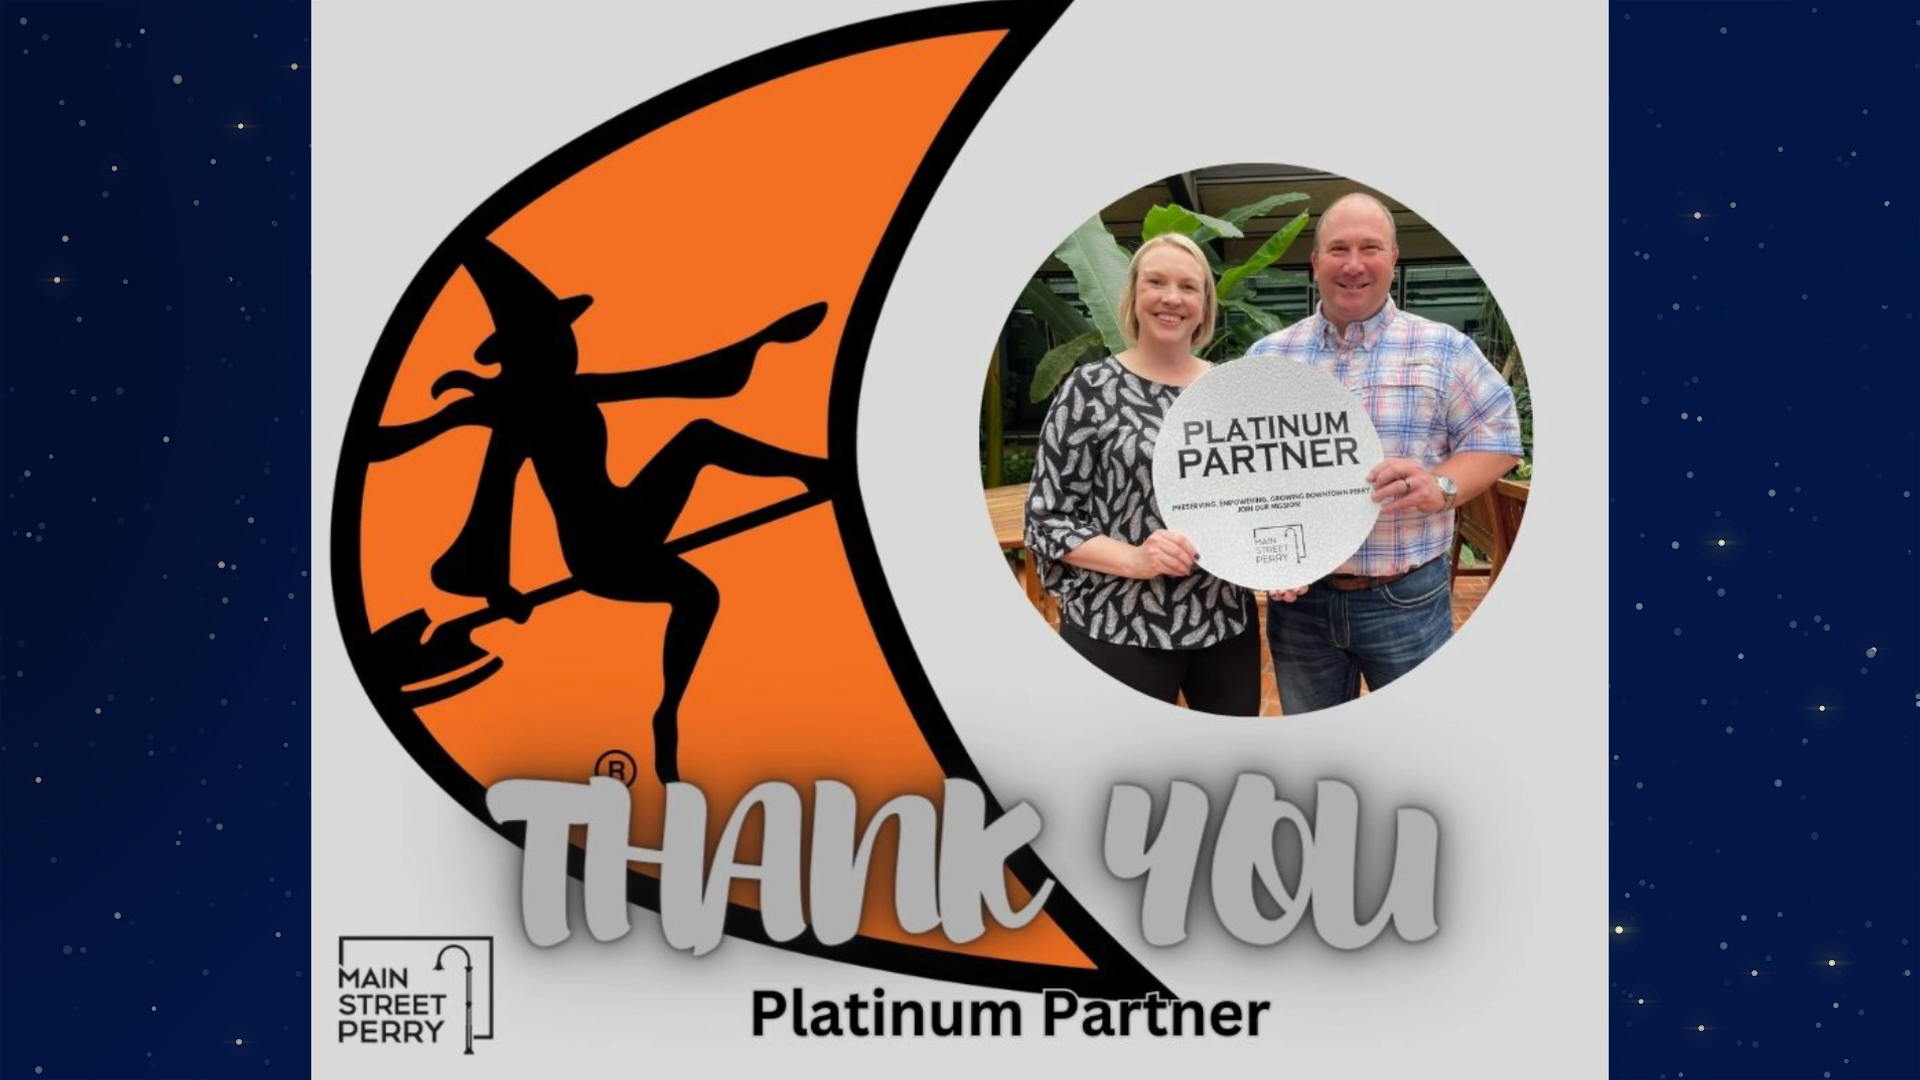 PLATINUM
PARTNER
PRESERVING, EMPOWERING, GROWING DOWNTOWN PERRY.
JOIN OUR MISSION!
MAIN
STREET
PERRY
®
THANK YOU
Platinum Partner
MAIN
STREET
PERRY